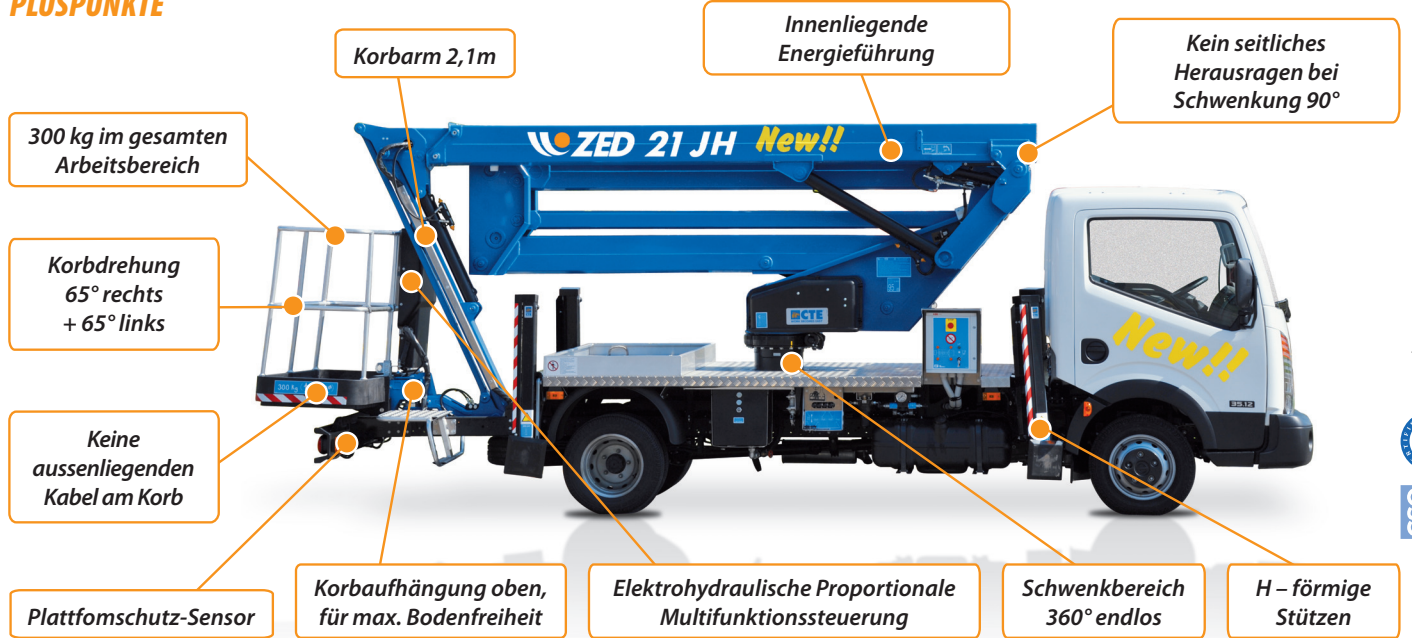 PLUSPUNKTE
Korbarm 2,1m
Innenliegende
Energieführung
Kein seitliches
Herausragen bei
Schwenkung 90°
300 kg im gesamten
Arbeitsbereich
ZED 21 JH New!!
Korbdrehung
65° rechts
+ 65° links
CTE
New!!
300 kg
35.12
Keine
aussenliegenden
Kabel am Korb
Plattfomschutz-Sensor
Korbaufhängung oben,
für max. Bodenfreiheit
Elektrohydraulische Proportionale
Multifunktionssteuerung
Schwenkbereich
360° endlos
H – förmige
Stützen